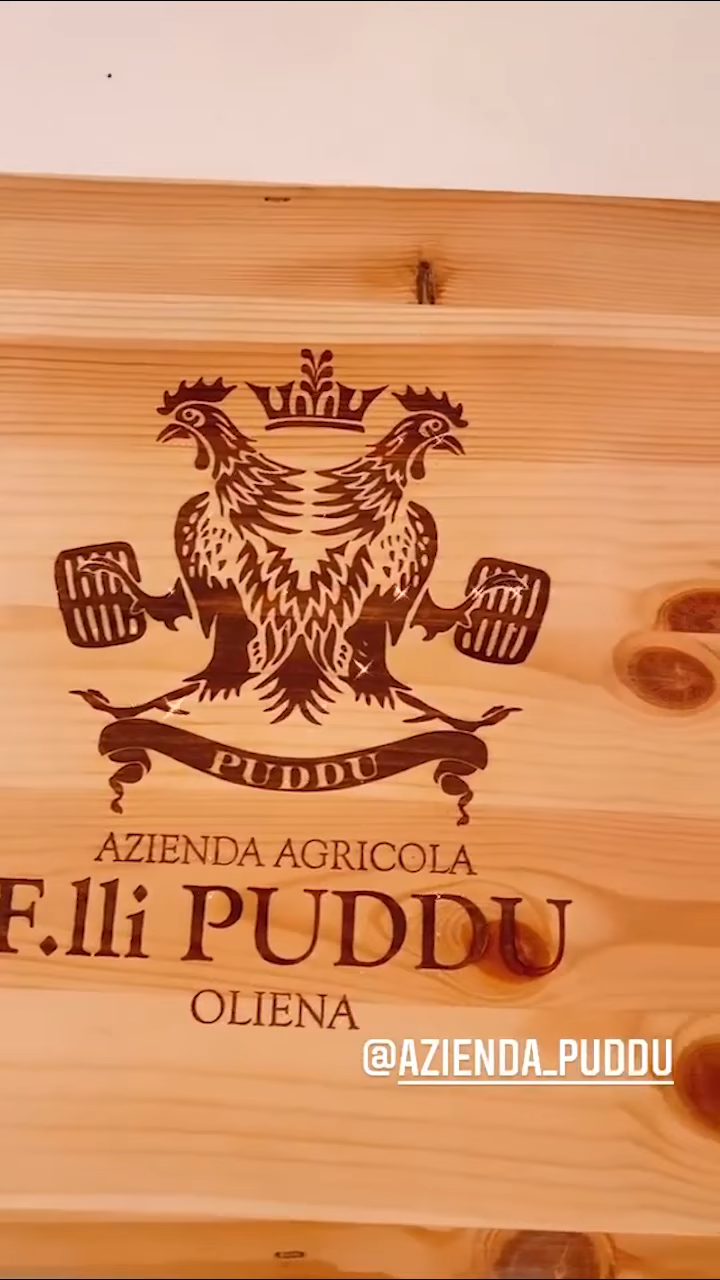 PUDDU
AZIENDA AGRICOLA
F.lli PUDDU
OLIENA
@AZIENDA_PUDDU